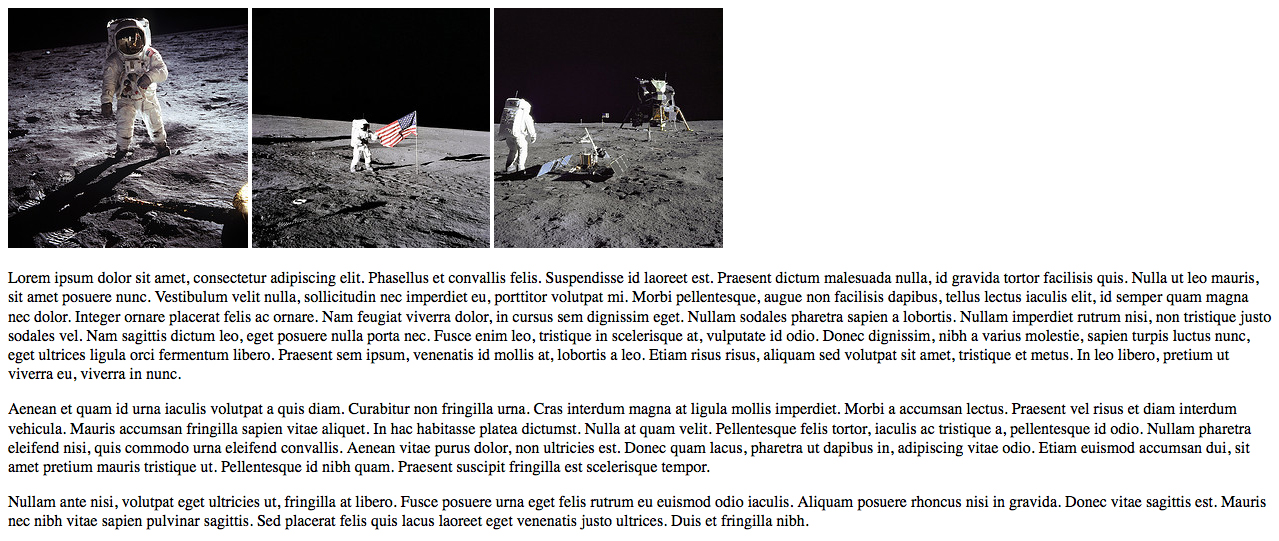 Lorem ipsum dolor sit amet, consectetur adipiscing elit. Phasellus et convallis felis. Suspendisse id laoreet est. Praesent dictum malesuada nulla, id gravida tortor facilisis quis. Nulla ut leo mauris,
sit amet posuere nunc. Vestibulum velit nulla, sollicitudin nec imperdiet eu, porttitor volutpat mi. Morbi pellentesque, augue non facilisis dapibus, tellus lectus iaculis elit, id semper quam magna
nec dolor. Integer ornare placerat felis ac ornare. Nam feugiat viverra dolor, in cursus sem dignissim eget. Nullam sodales pharetra sapien a lobortis. Nullam imperdiet rutrum nisi, non tristique justo
sodales vel. Nam sagittis dictum leo, eget posuere nulla porta nec. Fusce enim leo, tristique in scelerisque at, vulputate id odio. Donec dignissim, nibh a varius molestie, sapien turpis luctus nunc,
eget ultrices ligula orci fermentum libero. Praesent sem ipsum, venenatis id mollis at, lobortis a leo. Etiam risus risus, aliquam sed volutpat sit amet, tristique et metus. In leo libero, pretium ut
viverra eu, viverra in nunc.
Aenean et quam id urna iaculis volutpat a quis diam. Curabitur non fringilla urna. Cras interdum magna at ligula mollis imperdiet. Morbi a accumsan lectus. Praesent vel risus et diam interdum
vehicula. Mauris accumsan fringilla sapien vitae aliquet. In hac habitasse platea dictumst. Nulla at quam velit. Pellentesque felis tortor, iaculis ac tristique a, pellentesque id odio. Nullam pharetra
eleifend nisi, quis commodo urna eleifend convallis. Aenean vitae purus dolor, non ultricies est. Donec quam lacus, pharetra ut dapibus in, adipiscing vitae odio. Etiam euismod accumsan dui, sit
amet pretium mauris tristique ut. Pellentesque id nibh quam. Praesent suscipit fringilla est scelerisque tempor.
Nullam ante nisi, volutpat eget ultricies ut, fringilla at libero. Fusce posuere urna eget felis rutrum eu euismod odio iaculis. Aliquam posuere rhoncus nisi in gravida. Donec vitae sagittis est. Mauris
nec nibh vitae sapien pulvinar sagittis. Sed placerat felis quis lacus laoreet eget venenatis justo ultrices. Duis et fringilla nibh.